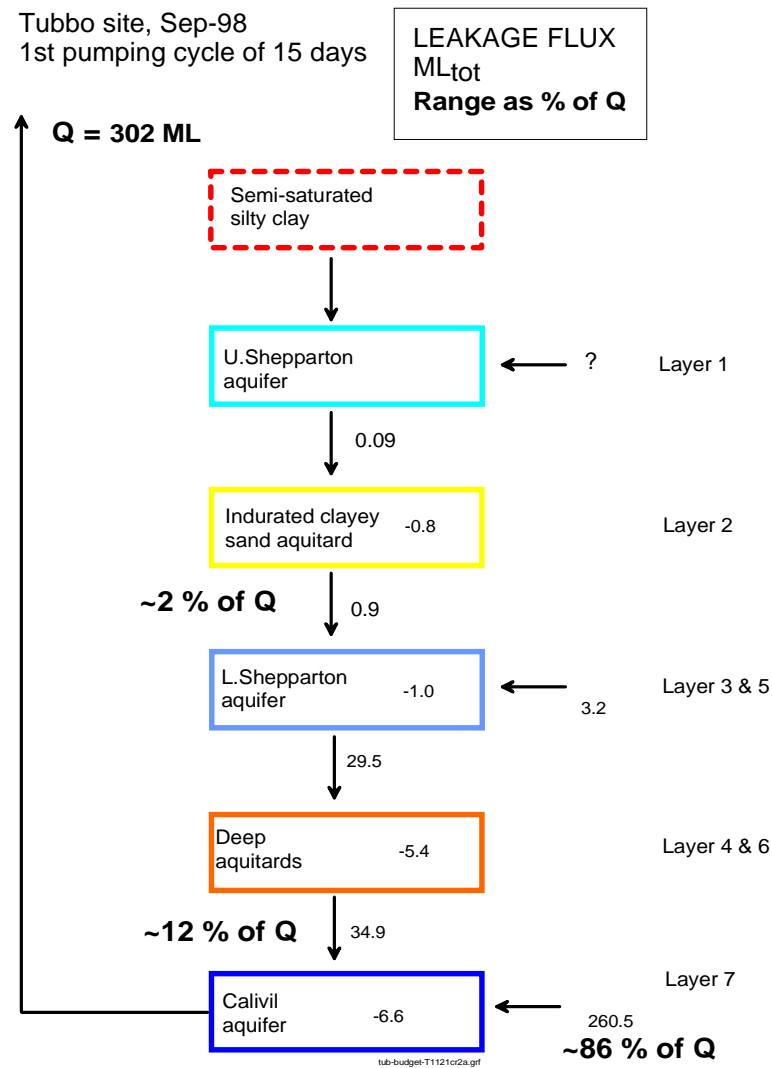 Tubbo site, Sep-98
1st pumping cycle of 15 days
LEAKAGE FLUX
MLtot
Range as % of Q
Q = 302 ML
Semi-saturated
silty clay
U.Shepparton
aquifer
?
Layer 1
0.09
Indurated clayey
sand aquitard
-0.8
Layer 2
~2 % of Q
0.9
L.Shepparton
aquifer
-1.0
3.2
Layer 3 & 5
29.5
Deep
aquitards
-5.4
Layer 4 & 6
~12 % of Q
34.9
Calivil
aquifer
-6.6
Layer 7
260.5
~86 % of Q
tub-budget-T1121cr2a.grf